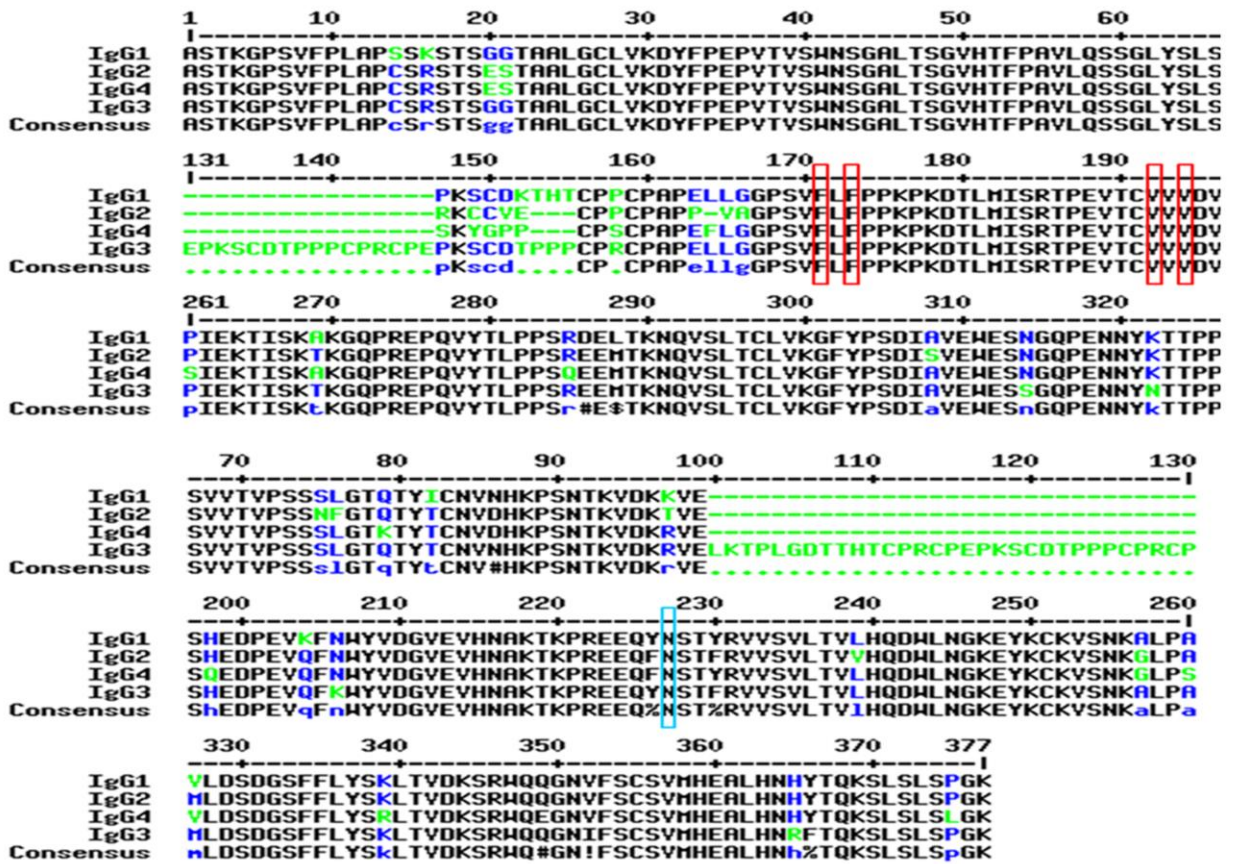 1 10 20 30 40 50 60
IgG1 ASTKGPSVFPLAPSSKSTSGGTAALGCLVKDYFPEPVTVSWNSGALTSGVHTFPAVLQSSGLYSLS
IgG2 ASTKGPSVFPLAPCSRSTSESTAALGCLVKDYFPEPVTVSWNSGALTSGVHTFPAVLQSSGLYSLS
IgG4 ASTKGPSVFPLAPCSRSTSESTAALGCLVKDYFPEPVTVSWNSGALTSGVHTFPAVLQSSGLYSLS
IgG3 ASTKGPSVFPLAPCSRSTSGGTAALGCLVKDYFPEPVTVSWNSGALTSGVHTFPAVLQSSGLYSLS
Consensus ASTKGPSVFPLAPcSrSTSggTAALGCLVKDYFPEPVTVSWNSGALTSGVHTFPAVLQSSGLYSLS
131 140 150 160 170 180 190
IgG1 ----------------PKSCDKTHTCPPCPAPELLGGPSVFLFPPKPKDTLMISRTPEVTCVVVDV
IgG2 ----------------RKCCVE---CPPCPAPP-VAGPSVFLFPPKPKDTLMISRTPEVTCVVVDV
IgG4 ----------------SKYGPP---CPSCPAPEFLGGPSVFLFPPKPKDTLMISRTPEVTCVVVDV
IgG3 EPKSCDTPPPCPRCPEPKSCDTPPPCPRCPAPELLGGPSVFLFPPKPKDTLMISRTPEVTCVVVDV
Consensus ................pKscd....CP.CPAPellgGPSVFLFPPKPKDTLMISRTPEVTCVVVDV
261 270 280 290 300 310 320
IgG1 PIEKTISKAKGQPREPQVYTLPPSRDELTKNQVSLTCLVKGFYPSDIAVEWESNGQPENNYKTTPP
IgG2 PIEKTISKTKGQPREPQVYTLPPSREEMTKNQVSLTCLVKGFYPSDISVEWESNGQPENNYKTTPP
IgG4 SIEKTISKAKGQPREPQVYTLPPSQEEMTKNQVSLTCLVKGFYPSDIAVEWESNGQPENNYKTTPP
IgG3 PIEKTISKTKGQPREPQVYTLPPSREEMTKNQVSLTCLVKGFYPSDIAVEWESSGQPENNYNTTPP
Consensus pIEKTISKtKGQPREPQVYTLPPSr#E$TKNQVSLTCLVKGFYPSDIaVEWESnGQPENNYkTTPP
70 80 90 100 110 120 130
IgG1 SVVTVPSSSLGTQTYICNVNHKPSNTKVDKKVE-------------------------------
IgG2 SVVTVPSSNFGTQTYTCNVDHKPSNTKVDKTVE-------------------------------
IgG4 SVVTVPSSSLGTKTYTCNVDHKPSNTKVDKRVE-------------------------------
IgG3 SVVTVPSSSLGTQTYTCNVNHKPSNTKVDKRVELKTPLGDTTHTCPRCPEPKSCDTPPPCPRCP
Consensus SVVTVPSSslGTqTYtCNV#HKPSNTKVDKrVE...............................
200 210 220 230 240 250 260
IgG1 SHEDPEVKFNWYVDGVEVHNAKTKPREEQYNSTYRVVSVLTVLHQDWLNGKEYKCKVSNKALPA
IgG2 SHEDPEVQFNWYVDGVEVHNAKTKPREEQFNSTFRVVSVLTVVHQDWLNGKEYKCKVSNKGLPA
IgG4 SQEDPEVQFNWYVDGVEVHNAKTKPREEQFNSTYRVVSVLTVLHQDWLNGKEYKCKVSNKGLPS
IgG3 SHEDPEVQFKWYVDGVEVHNAKTKPREEQYNSTFRVVSVLTVLHQDWLNGKEYKCKVSNKALPA
Consensus ShEDPEVqFnWYVDGVEVHNAKTKPREEQ%NST%RVVSVLTVlHQDWLNGKEYKCKVSNKaLPa
330 340 350 360 370 377
IgG1 VLDSDGSFFLYSKLTVDKSRWQQGNVFSCSVMHEALHNHYTQKSLSLSPGK
IgG2 MLDSDGSFFLYSKLTVDKSRWQQGNVFSCSVMHEALHNHYTQKSLSLSPGK
IgG4 VLDSDGSFFLYSRLTVDKSRWQEGNVFSCSVMHEALHNHYTQKSLSLSLGK
IgG3 MLDSDGSFFLYSKLTVDKSRWQQGNIFSCSVMHEALHNRFTQKSLSLSPGK
Consensus mLDSDGSFFLYSkLTVDKSRWQ#GN!FSCSVMHEALHNh%TQKSLSLSpGK